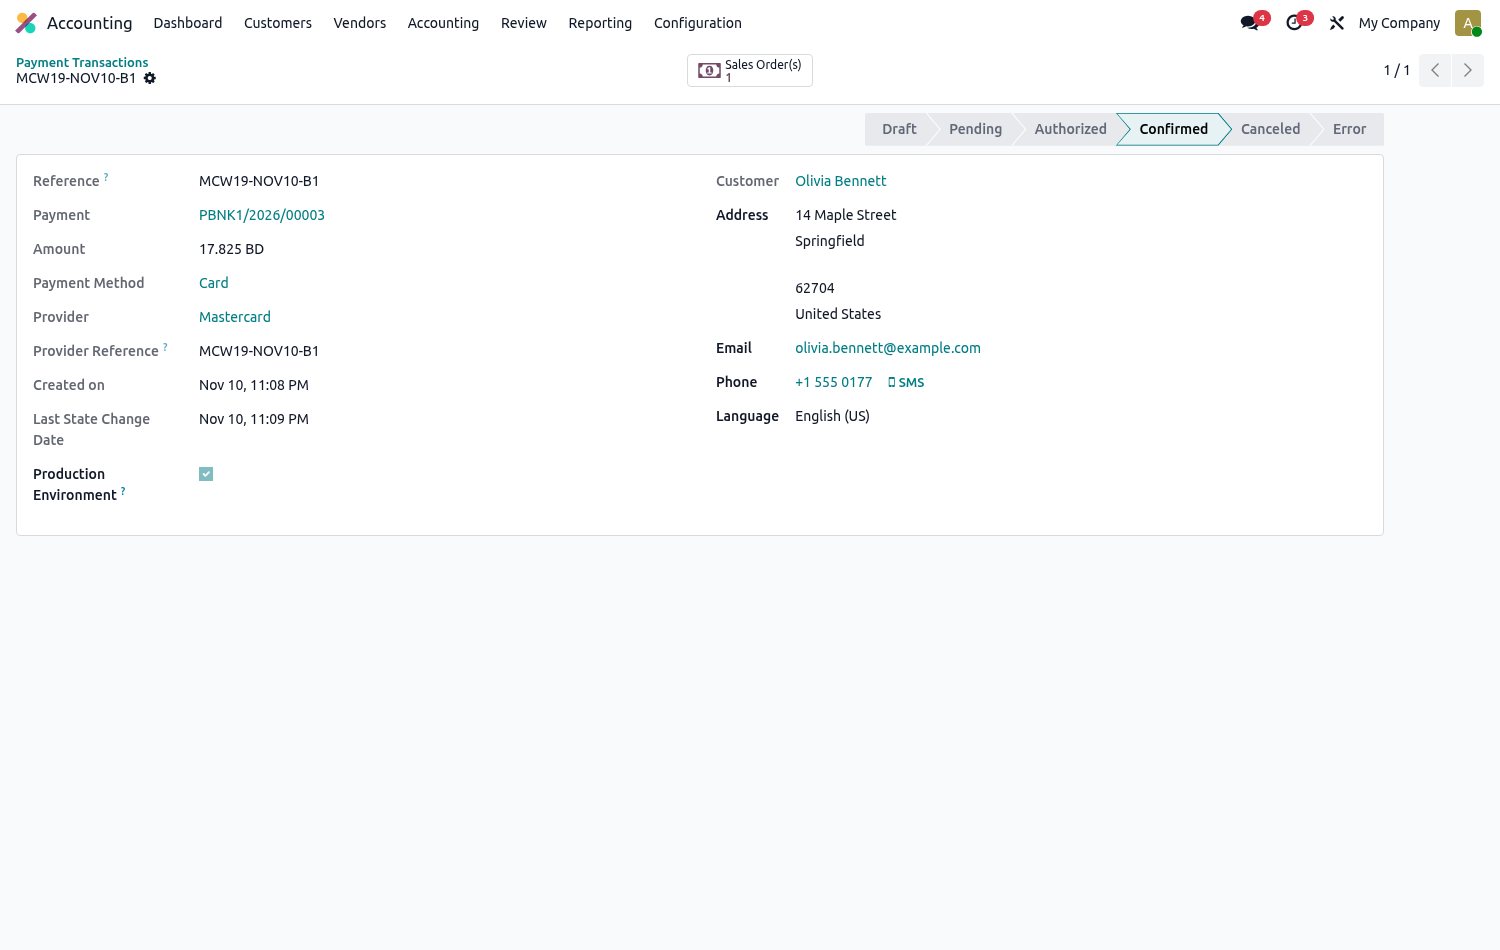 Accounting Dashboard Customers Vendors Accounting Review Reporting Configuration 4 3 My Company A
Payment Transactions
MCW19-NOV10-B1
Sales Order(s)
1
1 / 1
Draft Pending Authorized Confirmed Canceled Error
Reference ? MCW19-NOV10-B1
Payment PBNK1/2026/00003
Amount 17.825 BD
Payment Method Card
Provider Mastercard
Provider Reference ? MCW19-NOV10-B1
Created on Nov 10, 11:08 PM
Last State Change
Date
Nov 10, 11:09 PM
Production
Environment ?
Customer Olivia Bennett
Address 14 Maple Street
Springfield
62704
United States
Email olivia.bennett@example.com
Phone +1 555 0177 SMS
Language English (US)